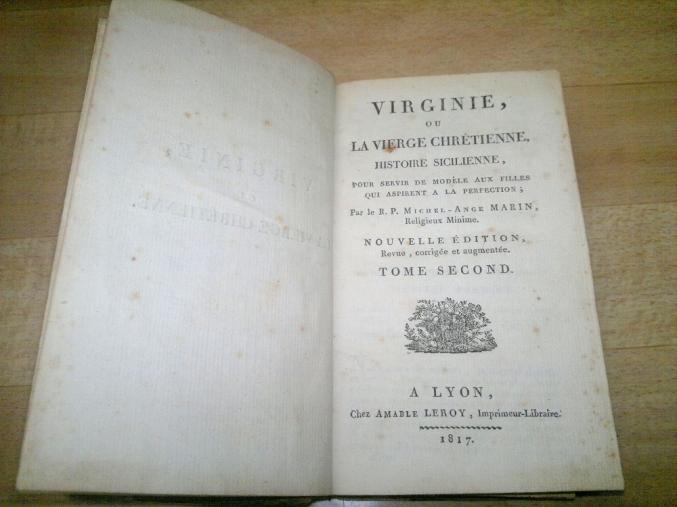 VIRGINIE,
OU
LA VIERGE CHRÉTIENNE,
HISTOIRE SICILIENNE,
POUR SERVIR DE MODÈLE AUX FILLES
QUI ASPIRENT A LA PERFECTION;
Par le R. P. MICHEL-ANGE MARIN,
Religieux Minime.
NOUVELLE ÉDITION,
Revue, corrigée et augmentée.
TOME SECOND.
A LYON,
Chez AMABLE LEROY, Imprimeur-Libraire.
1817.